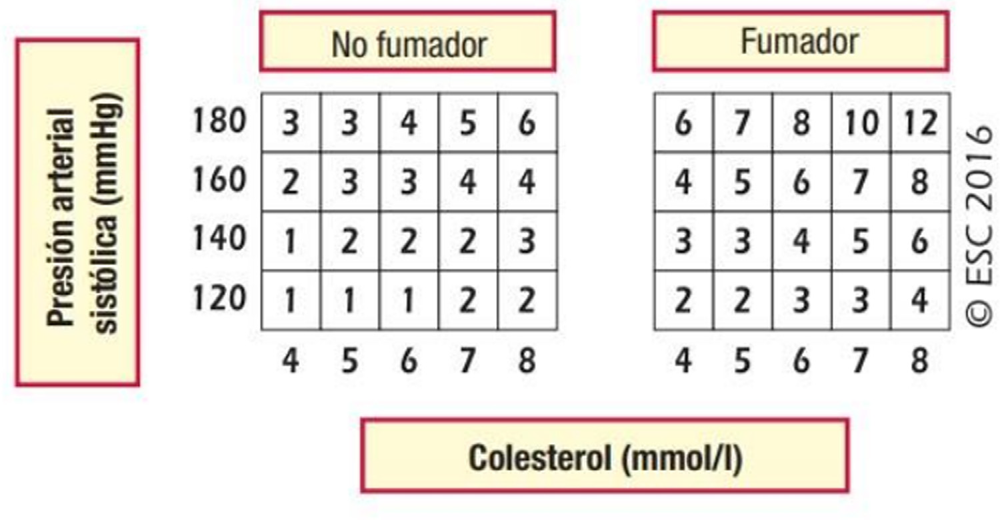 No fumador
Fumador
Presión arterial
sistólica (mmHg)
180 3 3 4 5 6 6 7 8 10 12
160 2 3 3 4 4 4 5 6 7 8
140 1 2 2 2 3 3 3 4 5 6
120 1 1 1 2 2 2 2 3 3 4
4 5 6 7 8 4 5 6 7 8
Colesterol (mmol/l)
© ESC 2016